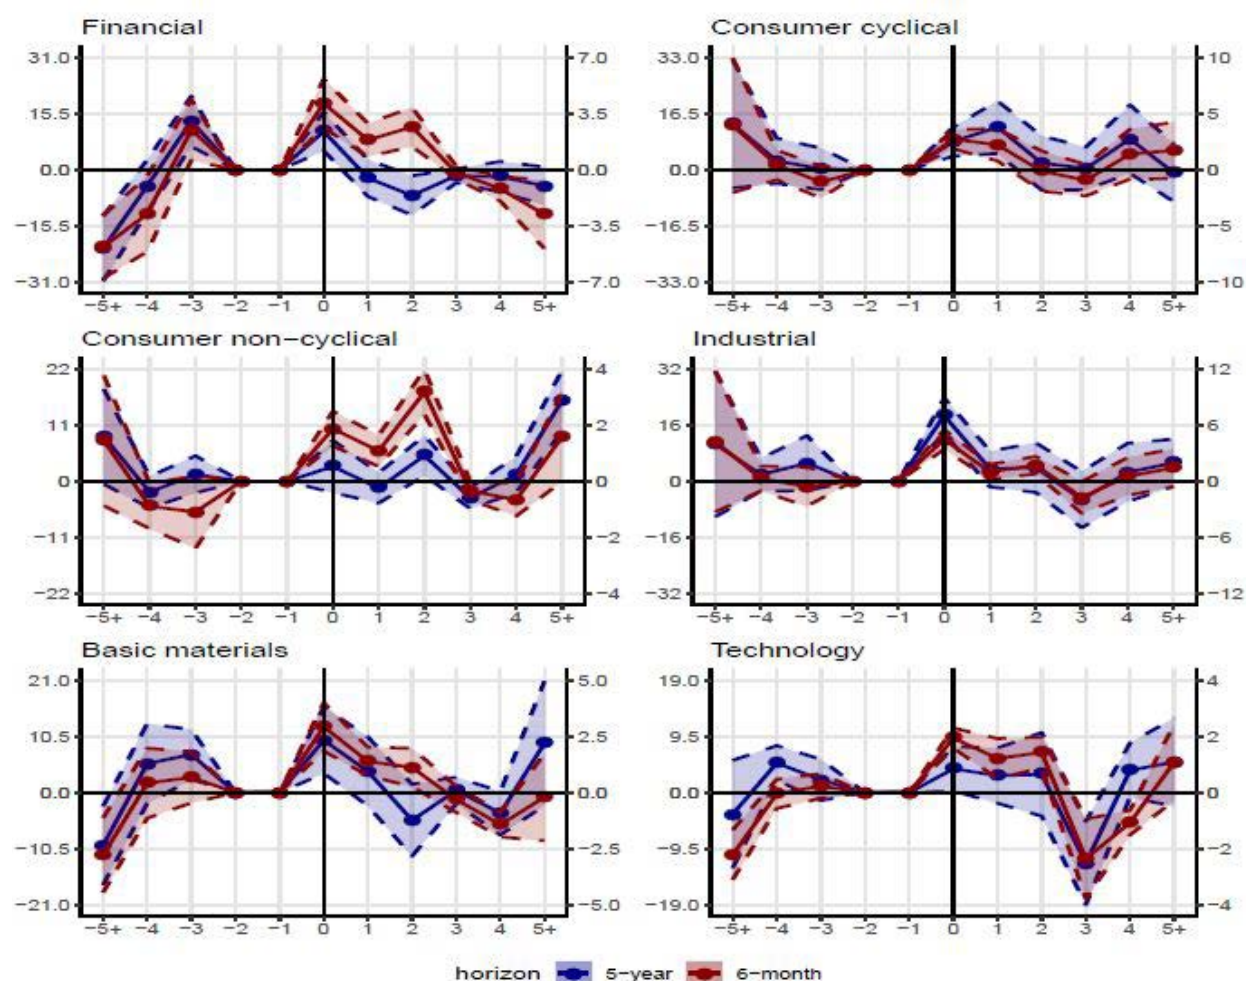 Financial
31.0 7.0
15.5 3.5
0.0 0.0
−15.5 −3.5
−31.0 −7.0
−5+ −4 −3 −2 −1 0 1 2 3 4 5+
Consumer cyclical
33.0 10
16.5 5
0.0 0
−16.5 −5
−33.0 −10
−5+ −4 −3 −2 −1 0 1 2 3 4 5+
Consumer non−cyclical
22 4
11 2
0 0
−11 −2
−22 −4
−5+ −4 −3 −2 −1 0 1 2 3 4 5+
Industrial
32 12
16 6
0 0
−16 −6
−32 −12
−5+ −4 −3 −2 −1 0 1 2 3 4 5+
Basic materials
21.0 5.0
10.5 2.5
0.0 0.0
−10.5 −2.5
−21.0 −5.0
−5+ −4 −3 −2 −1 0 1 2 3 4 5+
Technology
19.0 4
9.5 2
0.0 0
−9.5 −2
−19.0 −4
−5+ −4 −3 −2 −1 0 1 2 3 4 5+
horizon 5−year 6−month